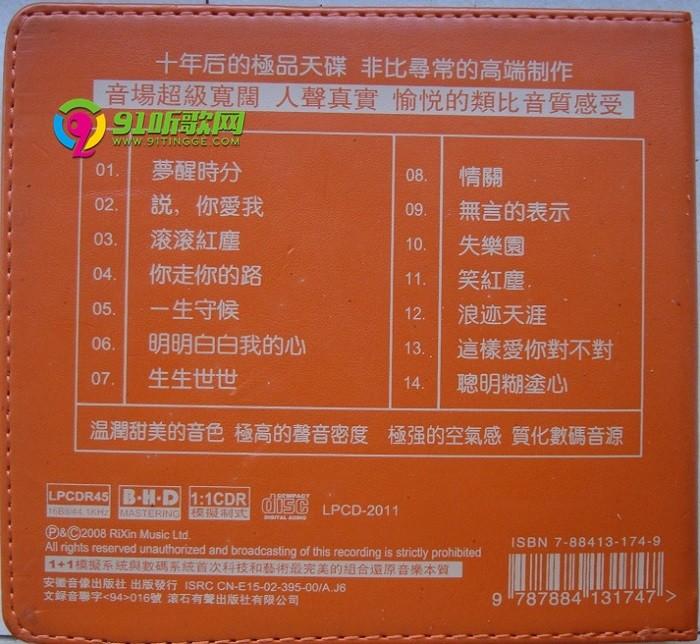 十年后的極品天碟 非比尋常的高端制作
音場超級寬闊 人聲真實 愉悦的類比音質感受
91听歌网
WWW.91TINGGE.COM
01. 夢醒時分
02. 説，你愛我
03. 滚滚紅塵
04. 你走你的路
05. 一生守候
06. 明明白白我的心
07. 生生世世
08. 情關
09. 無言的表示
10. 失樂園
11. 笑紅塵
12. 浪迹天涯
13. 這樣愛你對不對
14. 聰明糊塗心
温潤甜美的音色 極高的聲音密度 極强的空氣感 質化數碼音源
LPCDR45
16Bit/44.1KHz
B·H·D
MASTERING
1:1CDR
模擬制式
COMPACT
disc
DIGITAL AUDIO
LPCD-2011
Ⓟ&Ⓒ2008 RiXin Music Ltd.
All rights reserved unauthorized and broadcasting of this recording is strictly prohibited
1+1模擬系統與數碼系統首次科技和藝術最完美的組合還原音樂本質
安徽音像出版社 出版發行 ISRC CN-E15-02-395-00/A.J6
文録音聯字<94>016號 滚石有聲出版社有限公司
ISBN 7-88413-174-9
9 787884 131747 >